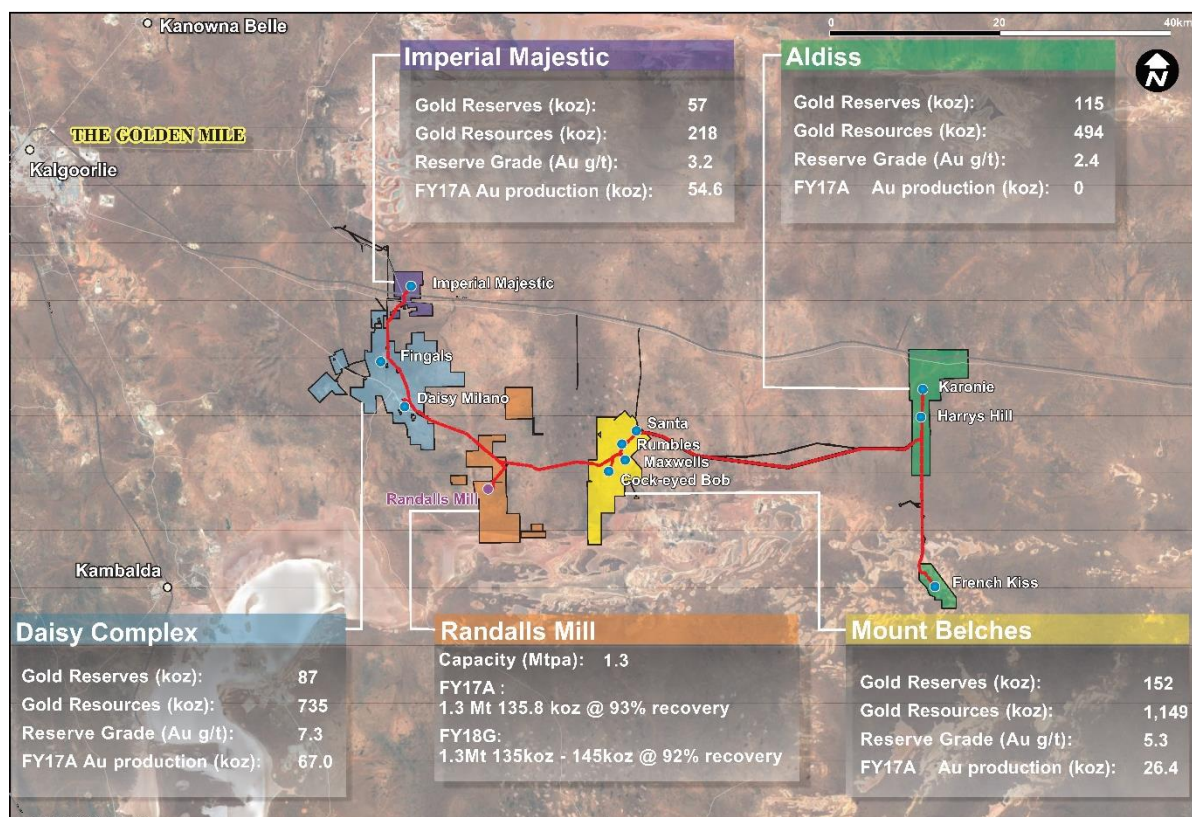 Kanowna Belle
0 20 40km
N
THE GOLDEN MILE
Kalgoorlie
Imperial Majestic
Gold Reserves (koz): 57
Gold Resources (koz): 218
Reserve Grade (Au g/t): 3.2
FY17A Au production (koz): 54.6
Aldiss
Gold Reserves (koz): 115
Gold Resources (koz): 494
Reserve Grade (Au g/t): 2.4
FY17A Au production (koz): 0
Imperial Majestic
Fingals
Daisy Milano
Randalls Mill
Santa
Rumbles
Maxwells
Cock-eyed Bob
Karonie
Harrys Hill
French Kiss
Kambalda
Daisy Complex
Gold Reserves (koz): 87
Gold Resources (koz): 735
Reserve Grade (Au g/t): 7.3
FY17A Au production (koz): 67.0
Randalls Mill
Capacity (Mtpa): 1.3
FY17A :
1.3 Mt 135.8 koz @ 93% recovery
FY18G:
1.3Mt 135koz - 145koz @ 92% recovery
Mount Belches
Gold Reserves (koz): 152
Gold Resources (koz): 1,149
Reserve Grade (Au g/t): 5.3
FY17A Au production (koz): 26.4